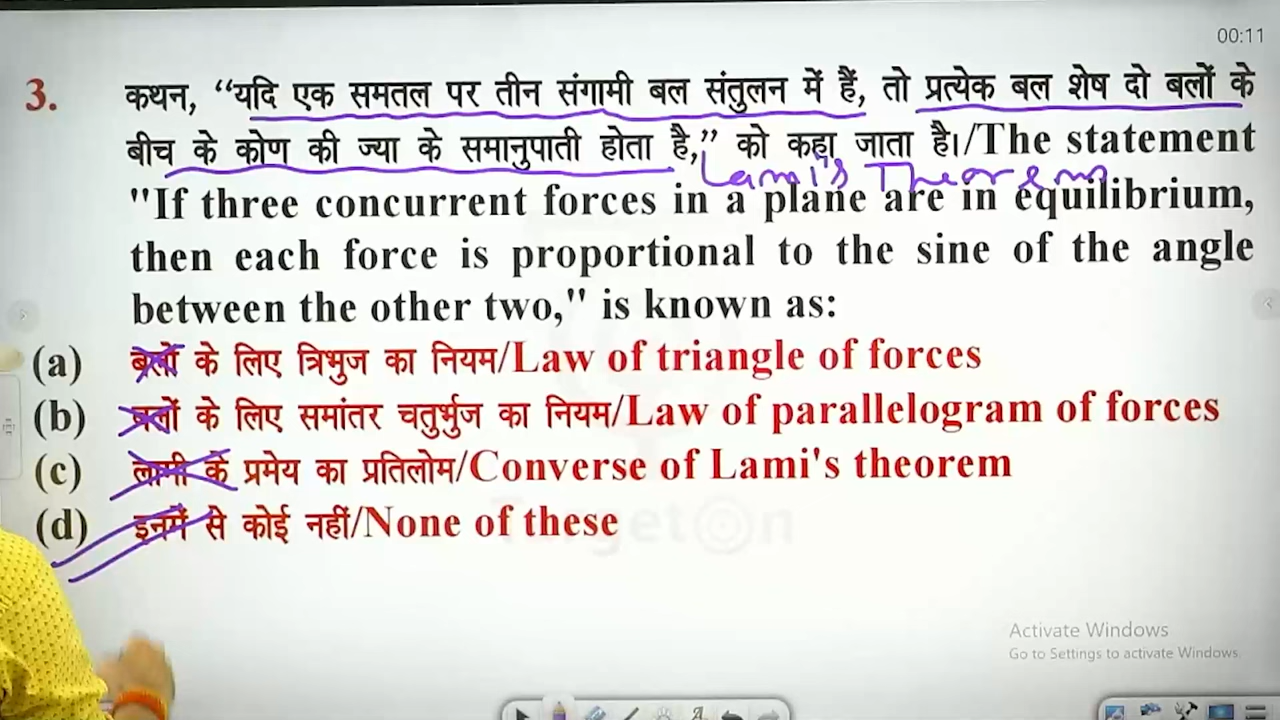 00:11
3. कथन, “यदि एक समतल पर तीन संगामी बल संतुलन में हैं, तो प्रत्येक बल शेष दो बलों के
बीच के कोण की ज्या के समानुपाती होता है,” को कहा जाता है।/The statement
Lami's Theorem
"If three concurrent forces in a plane are in equilibrium,
then each force is proportional to the sine of the angle
between the other two," is known as:
(a) बलों के लिए त्रिभुज का नियम/Law of triangle of forces
(b) बलों के लिए समांतर चतुर्भुज का नियम/Law of parallelogram of forces
(c) लामी के प्रमेय का प्रतिलोम/Converse of Lami's theorem
(d) इनमें से कोई नहीं/None of these
Target On
Activate Windows
Go to Settings to activate Windows.